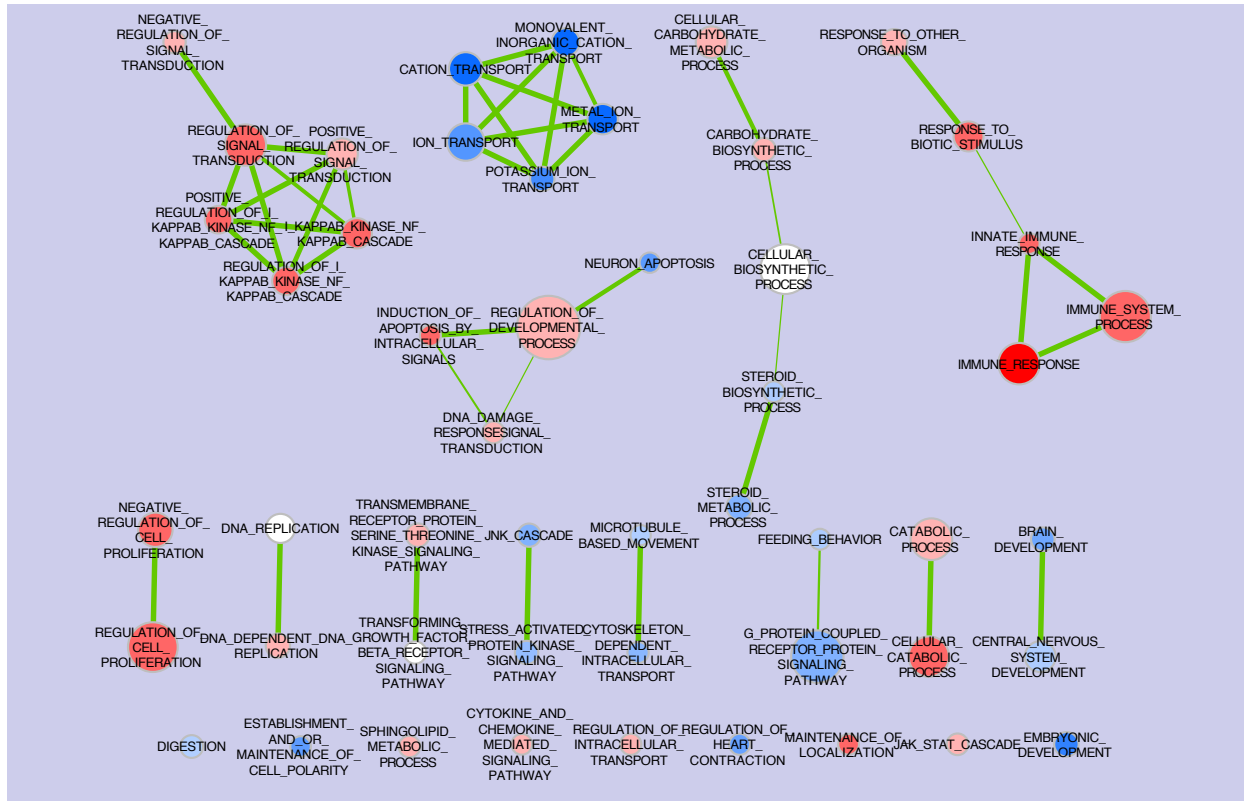 NEGATIVE_
REGULATION_OF_
SIGNAL_
TRANSDUCTION
MONOVALENT_
INORGANIC_CATION_
TRANSPORT
CATION_TRANSPORT
METAL_ION_
TRANSPORT
ION_TRANSPORT
POTASSIUM_ION_
TRANSPORT
CELLULAR_
CARBOHYDRATE_
METABOLIC_
PROCESS
RESPONSE_TO_OTHER_
ORGANISM
REGULATION_OF_
SIGNAL_
TRANSDUCTION
POSITIVE_
REGULATION_OF_
SIGNAL_
TRANSDUCTION
CARBOHYDRATE_
BIOSYNTHETIC_
PROCESS
RESPONSE_TO_
BIOTIC_STIMULUS
POSITIVE_
REGULATION_OF_I_
KAPPAB_KINASE_NF_
KAPPAB_CASCADE
I_KAPPAB_KINASE_NF_
KAPPAB_CASCADE
REGULATION_OF_I_
KAPPAB_KINASE_NF_
KAPPAB_CASCADE
NEURON_APOPTOSIS
CELLULAR_
BIOSYNTHETIC_
PROCESS
INNATE_IMMUNE_
RESPONSE
INDUCTION_OF_
APOPTOSIS_BY_
INTRACELLULAR_
SIGNALS
REGULATION_OF_
DEVELOPMENTAL_
PROCESS
IMMUNE_SYSTEM_
PROCESS
IMMUNE_RESPONSE
STEROID_
BIOSYNTHETIC_
PROCESS
DNA_DAMAGE_
RESPONSESIGNAL_
TRANSDUCTION
STEROID_
METABOLIC_
PROCESS
NEGATIVE_
REGULATION_OF_
CELL_
PROLIFERATION
DNA_REPLICATION
TRANSMEMBRANE_
RECEPTOR_PROTEIN_
SERINE_THREONINE_
KINASE_SIGNALING_
PATHWAY
JNK_CASCADE
MICROTUBULE_
BASED_MOVEMENT
FEEDING_BEHAVIOR
CATABOLIC_
PROCESS
BRAIN_
DEVELOPMENT
REGULATION_OF_
CELL_
PROLIFERATION
DNA_DEPENDENT_DNA_
REPLICATION
TRANSFORMING_
GROWTH_FACTOR_
BETA_RECEPTOR_
SIGNALING_
PATHWAY
STRESS_ACTIVATED_
PROTEIN_KINASE_
SIGNALING_
PATHWAY
CYTOSKELETON_
DEPENDENT_
INTRACELLULAR_
TRANSPORT
G_PROTEIN_COUPLED_
RECEPTOR_PROTEIN_
SIGNALING_
PATHWAY
CELLULAR_
CATABOLIC_
PROCESS
CENTRAL_NERVOUS_
SYSTEM_
DEVELOPMENT
DIGESTION
ESTABLISHMENT_
AND_OR_
MAINTENANCE_OF_
CELL_POLARITY
SPHINGOLIPID_
METABOLIC_
PROCESS
CYTOKINE_AND_
CHEMOKINE_
MEDIATED_
SIGNALING_
PATHWAY
REGULATION_OF_
INTRACELLULAR_
TRANSPORT
REGULATION_OF_
HEART_
CONTRACTION
MAINTENANCE_OF_
LOCALIZATION
JAK_STAT_CASCADE
EMBRYONIC_
DEVELOPMENT